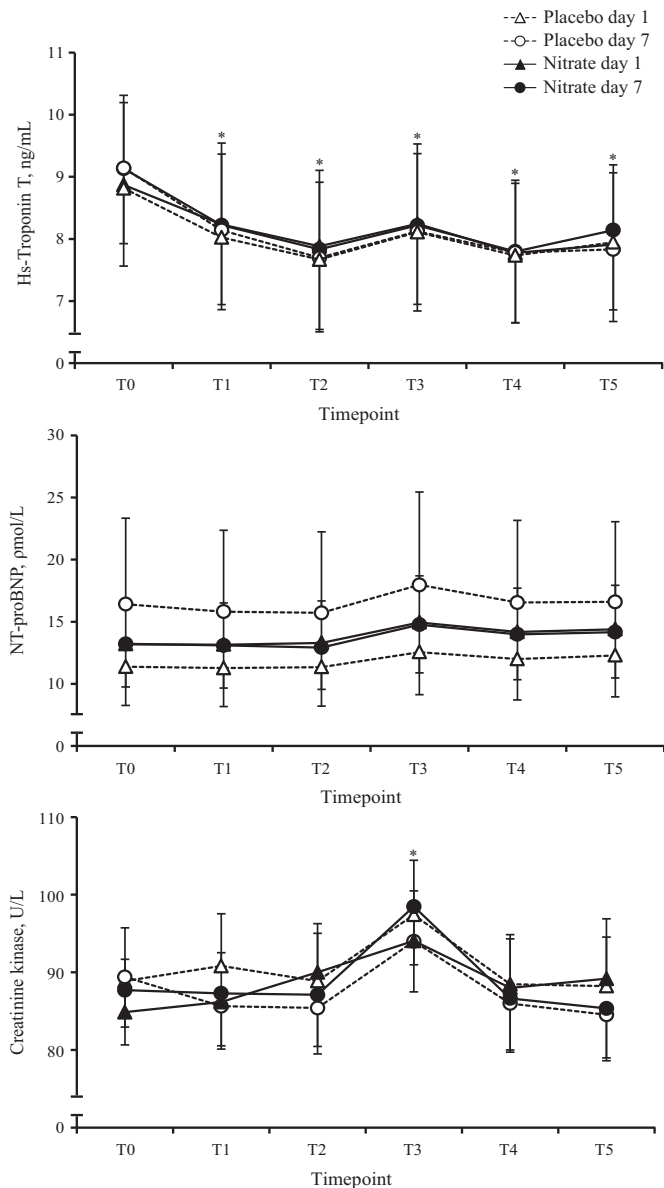 Placebo day 1
Placebo day 7
Nitrate day 1
Nitrate day 7
Hs-Troponin T, ng/mL
11
10
9
8
7
0
* * * * *
T0 T1 T2 T3 T4 T5
Timepoint
NT-proBNP, ρmol/L
30
25
20
15
10
0
T0 T1 T2 T3 T4 T5
Timepoint
Creatinine kinase, U/L
110
100
90
80
0
*
T0 T1 T2 T3 T4 T5
Timepoint